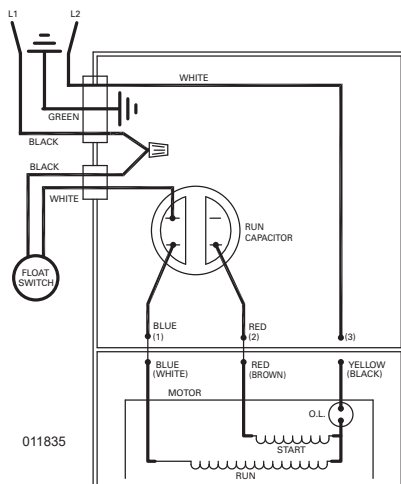 L1
L2
WHITE
GREEN
BLACK
BLACK
WHITE
RUN
CAPACITOR
FLOAT
SWITCH
BLUE
(1)
RED
(2)
(3)
BLUE
(WHITE)
RED
(BROWN)
YELLOW
(BLACK)
MOTOR
O.L.
START
RUN
011835